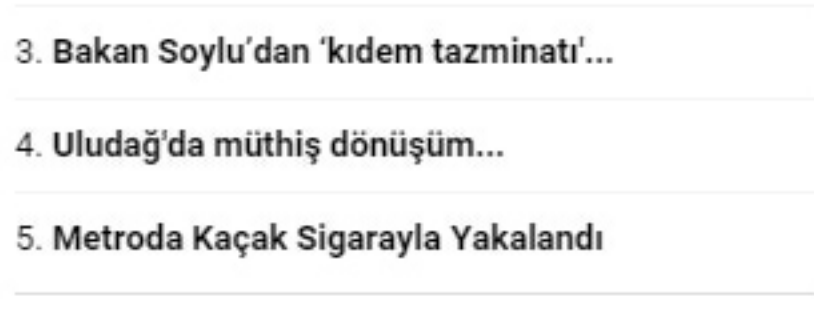 3. Bakan Soylu'dan 'kıdem tazminatı'...
4. Uludağ'da müthiş dönüşüm...
5. Metroda Kaçak Sigarayla Yakalandı